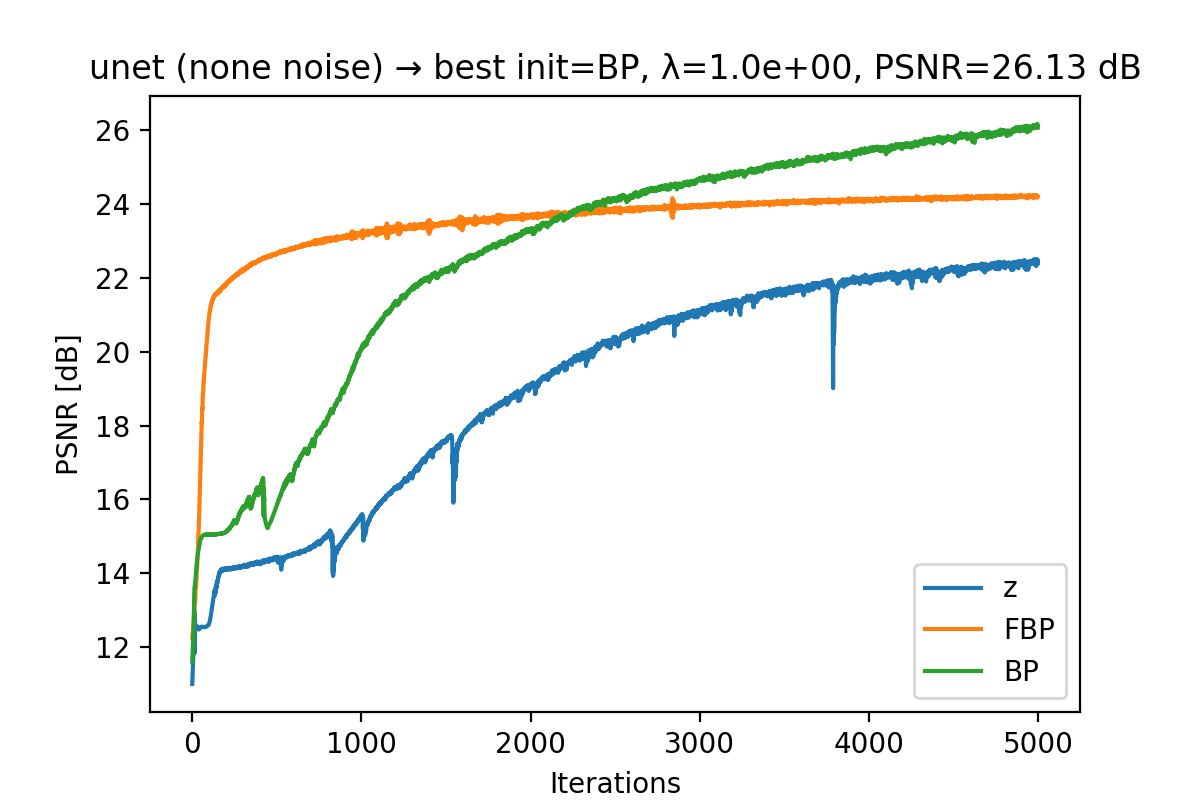 unet (none noise) → best init=BP, λ=1.0e+00, PSNR=26.13 dB
PSNR [dB]
26
24
22
20
18
16
14
12
z
FBP
BP
0 1000 2000 3000 4000 5000
Iterations